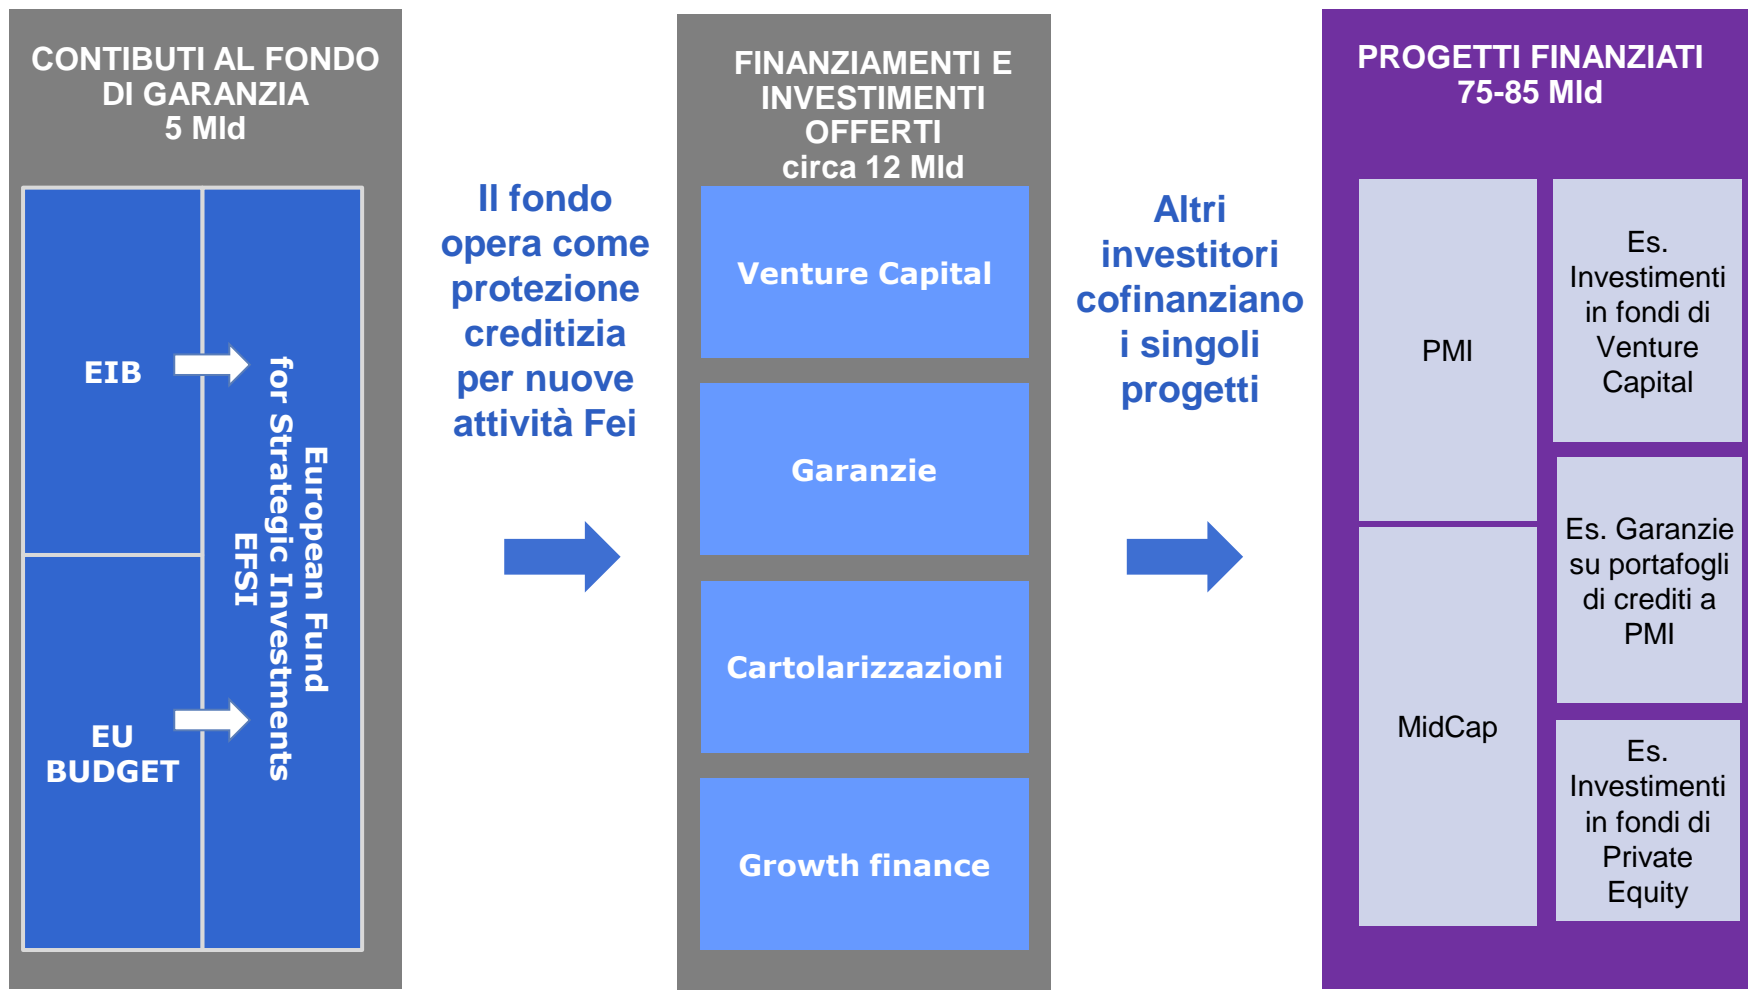 CONTIBUTI AL FONDO
DI GARANZIA
5 Mld
EIB
EU
BUDGET
European Fund
for Strategic Investments
EFSI
Il fondo
opera come
protezione
creditizia
per nuove
attività Fei
FINANZIAMENTI E
INVESTIMENTI
OFFERTI
circa 12 Mld
Venture Capital
Garanzie
Cartolarizzazioni
Growth finance
Altri
investitori
cofinanziano
i singoli
progetti
PROGETTI FINANZIATI
75-85 Mld
PMI
MidCap
Es.
Investimenti
in fondi di
Venture
Capital
Es. Garanzie
su portafogli
di crediti a
PMI
Es.
Investimenti
in fondi di
Private
Equity